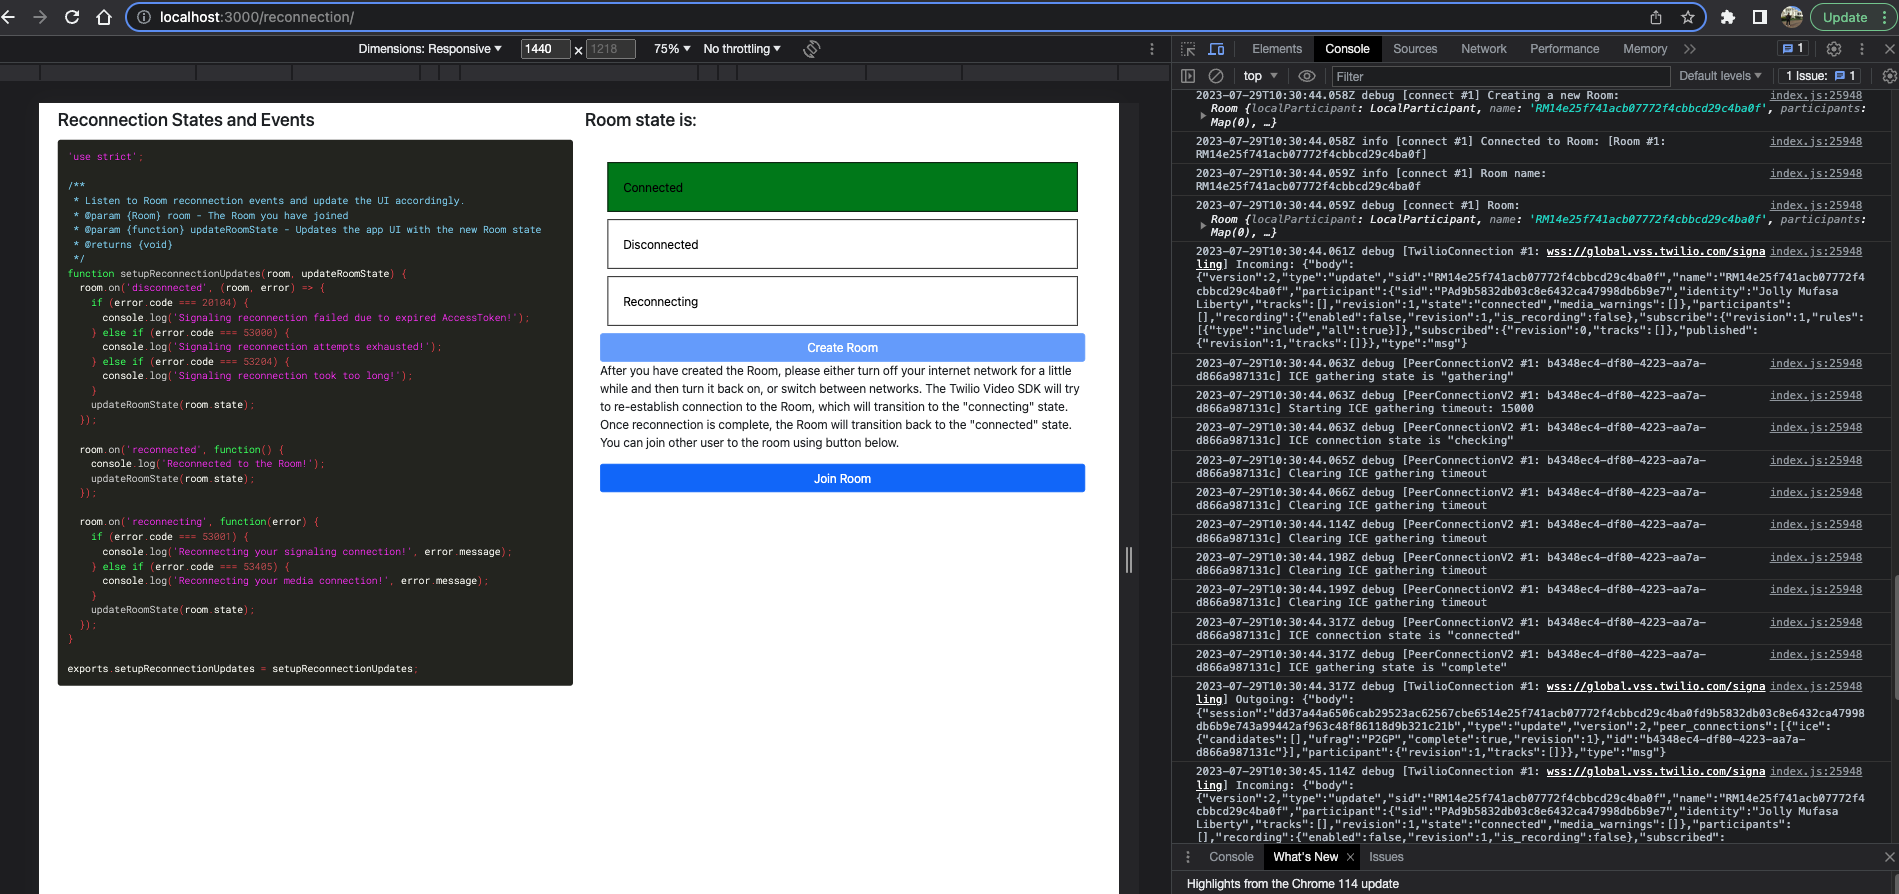 localhost:3000/reconnection/
Update
Dimensions: Responsive
1440 × 1218
75%
No throttling
Reconnection States and Events
'use strict';
/**
* Listen to Room reconnection events and update the UI accordingly.
* @param {Room} room - The Room you have joined
* @param {function} updateRoomState - Updates the app UI with the new Room state
* @returns {void}
*/
function setupReconnectionUpdates(room, updateRoomState) {
room.on('disconnected', (room, error) => {
if (error.code === 20104) {
console.log('Signaling reconnection failed due to expired AccessToken!');
} else if (error.code === 53000) {
console.log('Signaling reconnection attempts exhausted!');
} else if (error.code === 53204) {
console.log('Signaling reconnection took too long!');
}
updateRoomState(room.state);
});
room.on('reconnected', function() {
console.log('Reconnected to the Room!');
updateRoomState(room.state);
});
room.on('reconnecting', function(error) {
if (error.code === 53001) {
console.log('Reconnecting your signaling connection!', error.message);
} else if (error.code === 53405) {
console.log('Reconnecting your media connection!', error.message);
}
updateRoomState(room.state);
});
}
exports.setupReconnectionUpdates = setupReconnectionUpdates;
Room state is:
Connected
Disconnected
Reconnecting
Create Room
After you have created the Room, please either turn off your internet network for a little
while and then turn it back on, or switch between networks. The Twilio Video SDK will try
to re-establish connection to the Room, which will transition to the "connecting" state.
Once reconnection is complete, the Room will transition back to the "connected" state.
You can join other user to the room using button below.
Join Room
Elements Console Sources Network Performance Memory 1
top Filter Default levels 1 Issue: 1
2023-07-29T10:30:44.058Z debug [connect #1] Creating a new Room: index.js:25948
Room {localParticipant: LocalParticipant, name: 'RM14e25f741acb07772f4cbbcd29c4ba0f', participants:
Map(0), …}
2023-07-29T10:30:44.058Z info [connect #1] Connected to Room: [Room #1: index.js:25948
RM14e25f741acb07772f4cbbcd29c4ba0f]
2023-07-29T10:30:44.059Z info [connect #1] Room name: index.js:25948
RM14e25f741acb07772f4cbbcd29c4ba0f
2023-07-29T10:30:44.059Z debug [connect #1] Room: index.js:25948
Room {localParticipant: LocalParticipant, name: 'RM14e25f741acb07772f4cbbcd29c4ba0f', participants:
Map(0), …}
2023-07-29T10:30:44.061Z debug [TwilioConnection #1: wss://global.vss.twilio.com/signa index.js:25948
ling] Incoming: {"body":
{"version":2,"type":"update","sid":"RM14e25f741acb07772f4cbbcd29c4ba0f","name":"RM14e25f741acb07772f4
cbbcd29c4ba0f","participant":{"sid":"PAd9b5832db03c8e6432ca47998db6b9e7","identity":"Jolly Mufasa
Liberty","tracks":[],"revision":1,"state":"connected","media_warnings":[]},"participants":
[],"recording":{"enabled":false,"revision":1,"is_recording":false},"subscribe":{"revision":1,"rules":
[{"type":"include","all":true}]},"subscribed":{"revision":0,"tracks":[]},"published":
{"revision":1,"tracks":[]}},"type":"msg"}
2023-07-29T10:30:44.063Z debug [PeerConnectionV2 #1: b4348ec4-df80-4223-aa7a- index.js:25948
d866a987131c] ICE gathering state is "gathering"
2023-07-29T10:30:44.063Z debug [PeerConnectionV2 #1: b4348ec4-df80-4223-aa7a- index.js:25948
d866a987131c] Starting ICE gathering timeout: 15000
2023-07-29T10:30:44.063Z debug [PeerConnectionV2 #1: b4348ec4-df80-4223-aa7a- index.js:25948
d866a987131c] ICE connection state is "checking"
2023-07-29T10:30:44.065Z debug [PeerConnectionV2 #1: b4348ec4-df80-4223-aa7a- index.js:25948
d866a987131c] Clearing ICE gathering timeout
2023-07-29T10:30:44.066Z debug [PeerConnectionV2 #1: b4348ec4-df80-4223-aa7a- index.js:25948
d866a987131c] Clearing ICE gathering timeout
2023-07-29T10:30:44.114Z debug [PeerConnectionV2 #1: b4348ec4-df80-4223-aa7a- index.js:25948
d866a987131c] Clearing ICE gathering timeout
2023-07-29T10:30:44.198Z debug [PeerConnectionV2 #1: b4348ec4-df80-4223-aa7a- index.js:25948
d866a987131c] Clearing ICE gathering timeout
2023-07-29T10:30:44.199Z debug [PeerConnectionV2 #1: b4348ec4-df80-4223-aa7a- index.js:25948
d866a987131c] Clearing ICE gathering timeout
2023-07-29T10:30:44.317Z debug [PeerConnectionV2 #1: b4348ec4-df80-4223-aa7a- index.js:25948
d866a987131c] ICE connection state is "connected"
2023-07-29T10:30:44.317Z debug [PeerConnectionV2 #1: b4348ec4-df80-4223-aa7a- index.js:25948
d866a987131c] ICE gathering state is "complete"
2023-07-29T10:30:44.317Z debug [TwilioConnection #1: wss://global.vss.twilio.com/signa index.js:25948
ling] Outgoing: {"body":
{"session":"dd37a44a6506cab29523ac62567cbe6514e25f741acb07772f4cbbcd29c4ba0fd9b5832db03c8e6432ca47998
db6b9e743a99442af963c48f86118d9b321c21b","type":"update","version":2,"peer_connections":[{"ice":
{"candidates":[],"ufrag":"P2GP","complete":true,"revision":1},"id":"b4348ec4-df80-4223-aa7a-
d866a987131c"}],"participant":{"revision":1,"tracks":[]}},"type":"msg"}
2023-07-29T10:30:45.114Z debug [TwilioConnection #1: wss://global.vss.twilio.com/signa index.js:25948
ling] Incoming: {"body":
{"version":2,"type":"update","sid":"RM14e25f741acb07772f4cbbcd29c4ba0f","name":"RM14e25f741acb07772f4
cbbcd29c4ba0f","participant":{"sid":"PAd9b5832db03c8e6432ca47998db6b9e7","identity":"Jolly Mufasa
Liberty","tracks":[],"revision":1,"state":"connected","media_warnings":[]},"participants":
[],"recording":{"enabled":false,"revision":1,"is_recording":false},"subscribed":
Console What's New Issues
Highlights from the Chrome 114 update